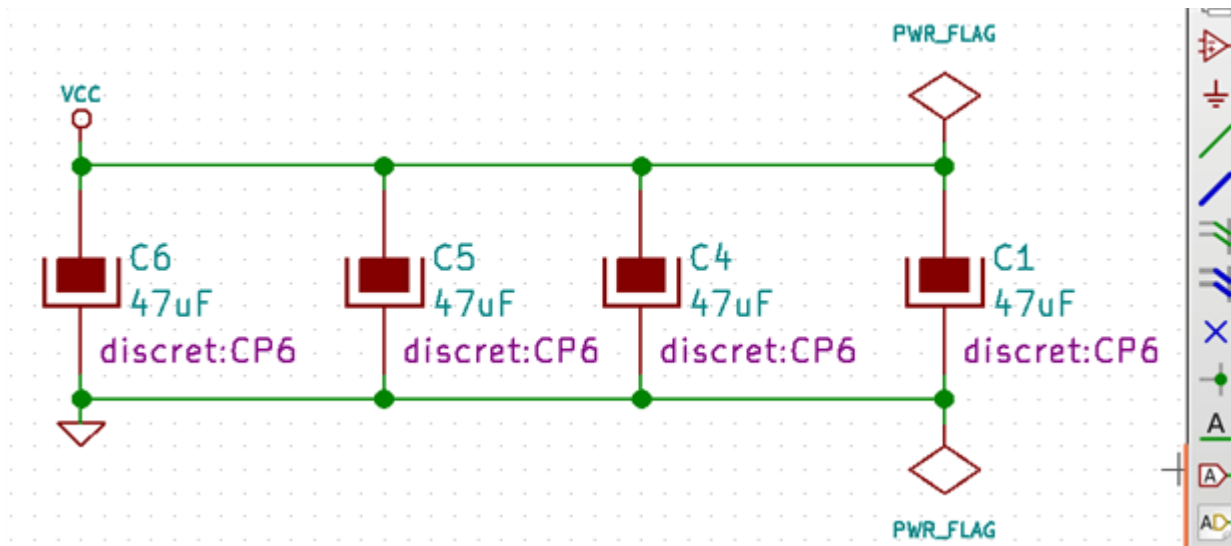 PWR_FLAG
VCC
C6
47uF
discret:CP6
C5
47uF
discret:CP6
C4
47uF
discret:CP6
C1
47uF
discret:CP6
PWR_FLAG
A
A
AD